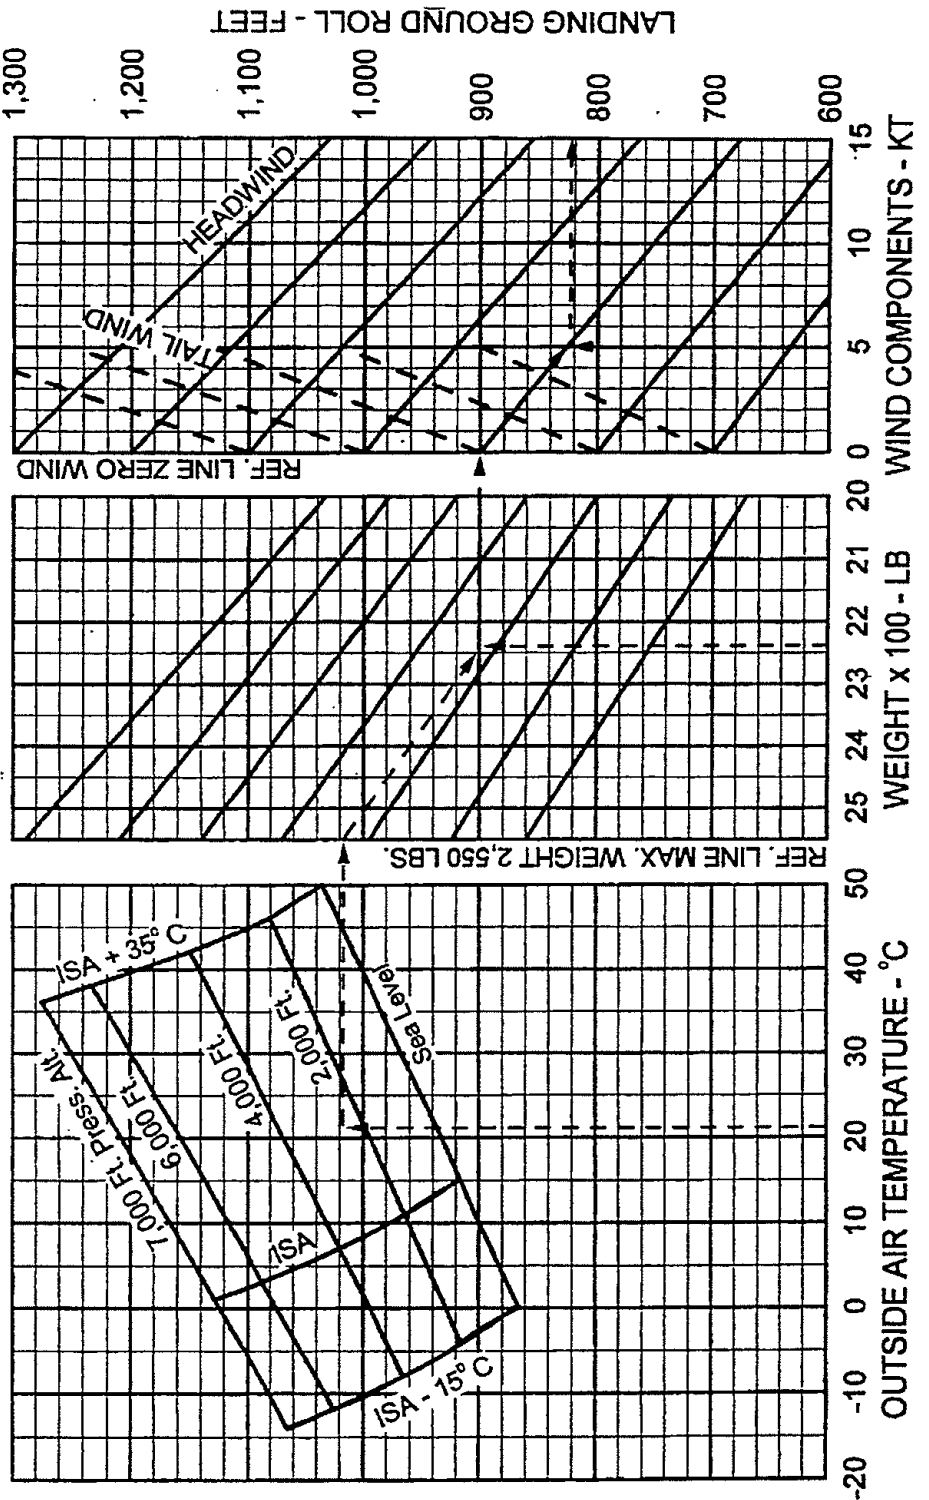 LANDING GROUND ROLL - FEET
1,300
1,200
1,100
1,000
900
800
700
600
HEADWIND
TAIL WIND
REF. LINE ZERO WIND
0
5
10
15
WIND COMPONENTS - KT
20
21
22
23
24
25
WEIGHT x 100 - LB
REF. LINE MAX. WEIGHT 2,550 LBS.
ISA + 35° C
7,000 Ft. Press. Alt.
6,000 Ft.
4,000 Ft.
2,000 Ft.
Sea Level
ISA
ISA - 15° C
50
40
30
20
10
0
-10
-20
OUTSIDE AIR TEMPERATURE - °C